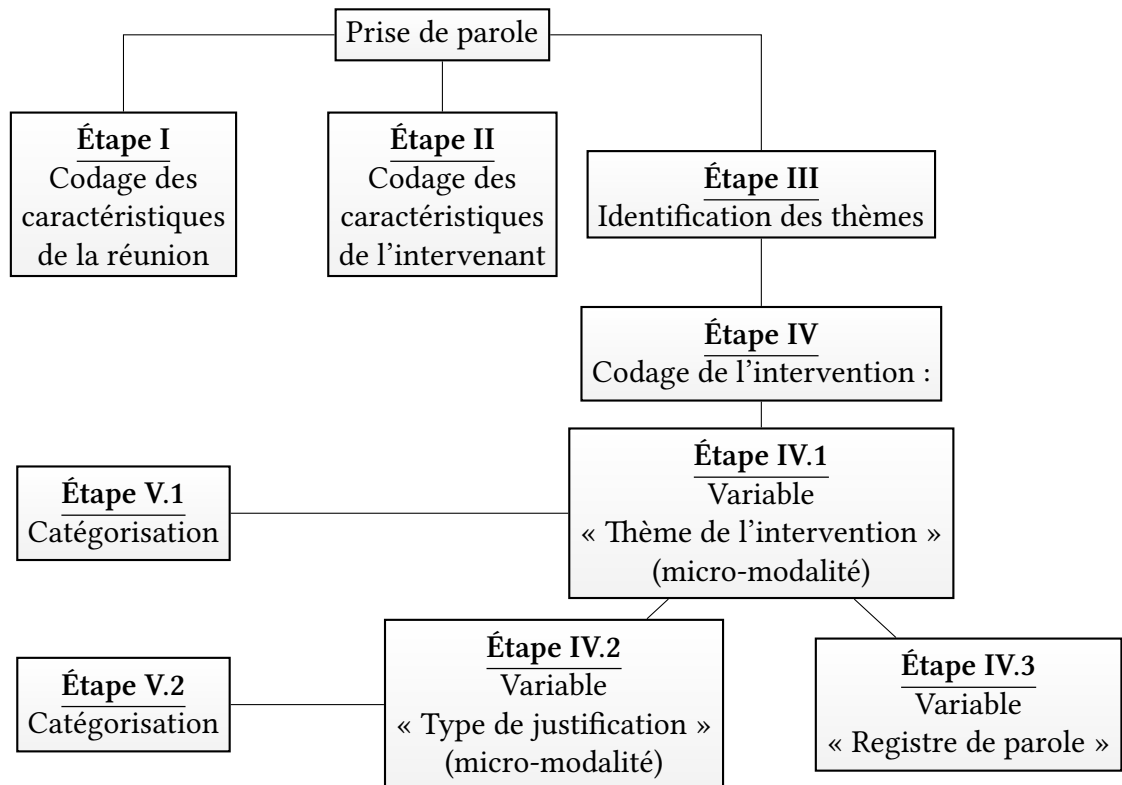 Prise de parole
Étape I
Codage des
caractéristiques
de la réunion
Étape II
Codage des
caractéristiques
de l’intervenant
Étape III
Identification des thèmes
Étape IV
Codage de l’intervention :
Étape IV.1
Variable
« Thème de l’intervention »
(micro-modalité)
Étape V.1
Catégorisation
Étape IV.2
Variable
« Type de justification »
(micro-modalité)
Étape V.2
Catégorisation
Étape IV.3
Variable
« Registre de parole »